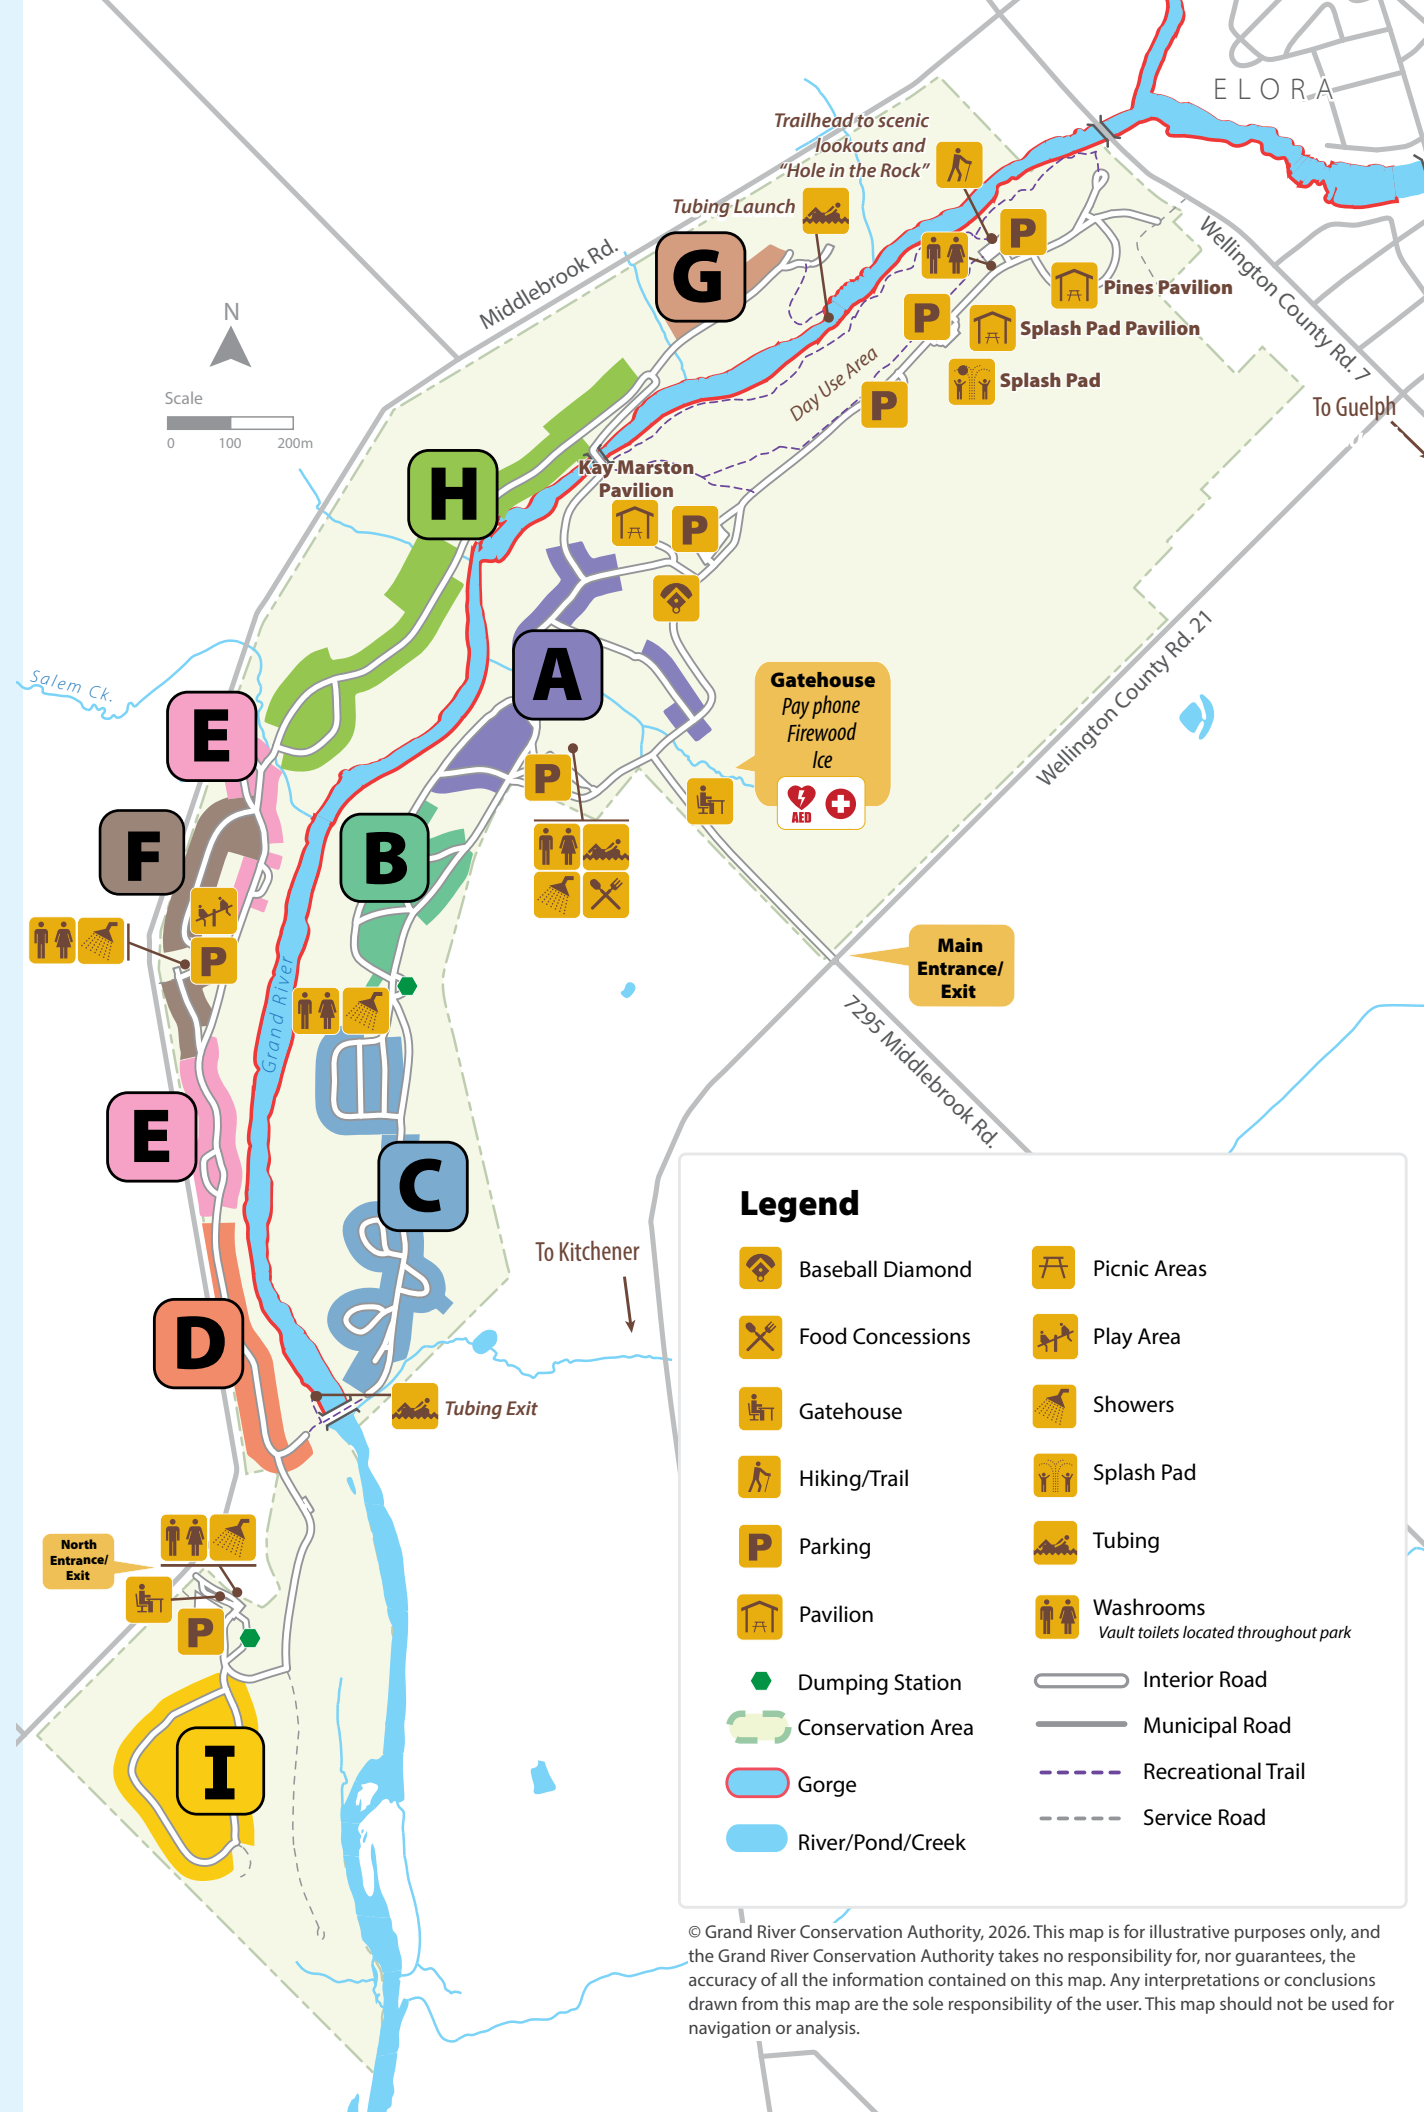 ELORA
Trailhead to scenic
lookouts and
"Hole in the Rock"
Tubing Launch
P
Middlebrook Rd.
G
Wellington County Rd. 7
Pines Pavilion
N
P
Splash Pad Pavilion
Day Use Area
Splash Pad
Scale
0 100 200m
P
To Guelph
H
Kay Marston
Pavilion
P
Salem Ck.
A
Wellington County Rd. 21
Gatehouse
Pay phone
Firewood
Ice
AED
E
P
F
B
P
Main
Entrance/
Exit
Grand River
7295 Middlebrook Rd.
E
C
To Kitchener
D
Tubing Exit
North
Entrance/
Exit
P
I
Legend
Baseball Diamond
Food Concessions
Gatehouse
Hiking/Trail
P Parking
Pavilion
Dumping Station
Conservation Area
Gorge
River/Pond/Creek
Picnic Areas
Play Area
Showers
Splash Pad
Tubing
Washrooms
Vault toilets located throughout park
Interior Road
Municipal Road
Recreational Trail
Service Road
© Grand River Conservation Authority, 2026. This map is for illustrative purposes only, and
the Grand River Conservation Authority takes no responsibility for, nor guarantees, the
accuracy of all the information contained on this map. Any interpretations or conclusions
drawn from this map are the sole responsibility of the user. This map should not be used for
navigation or analysis.